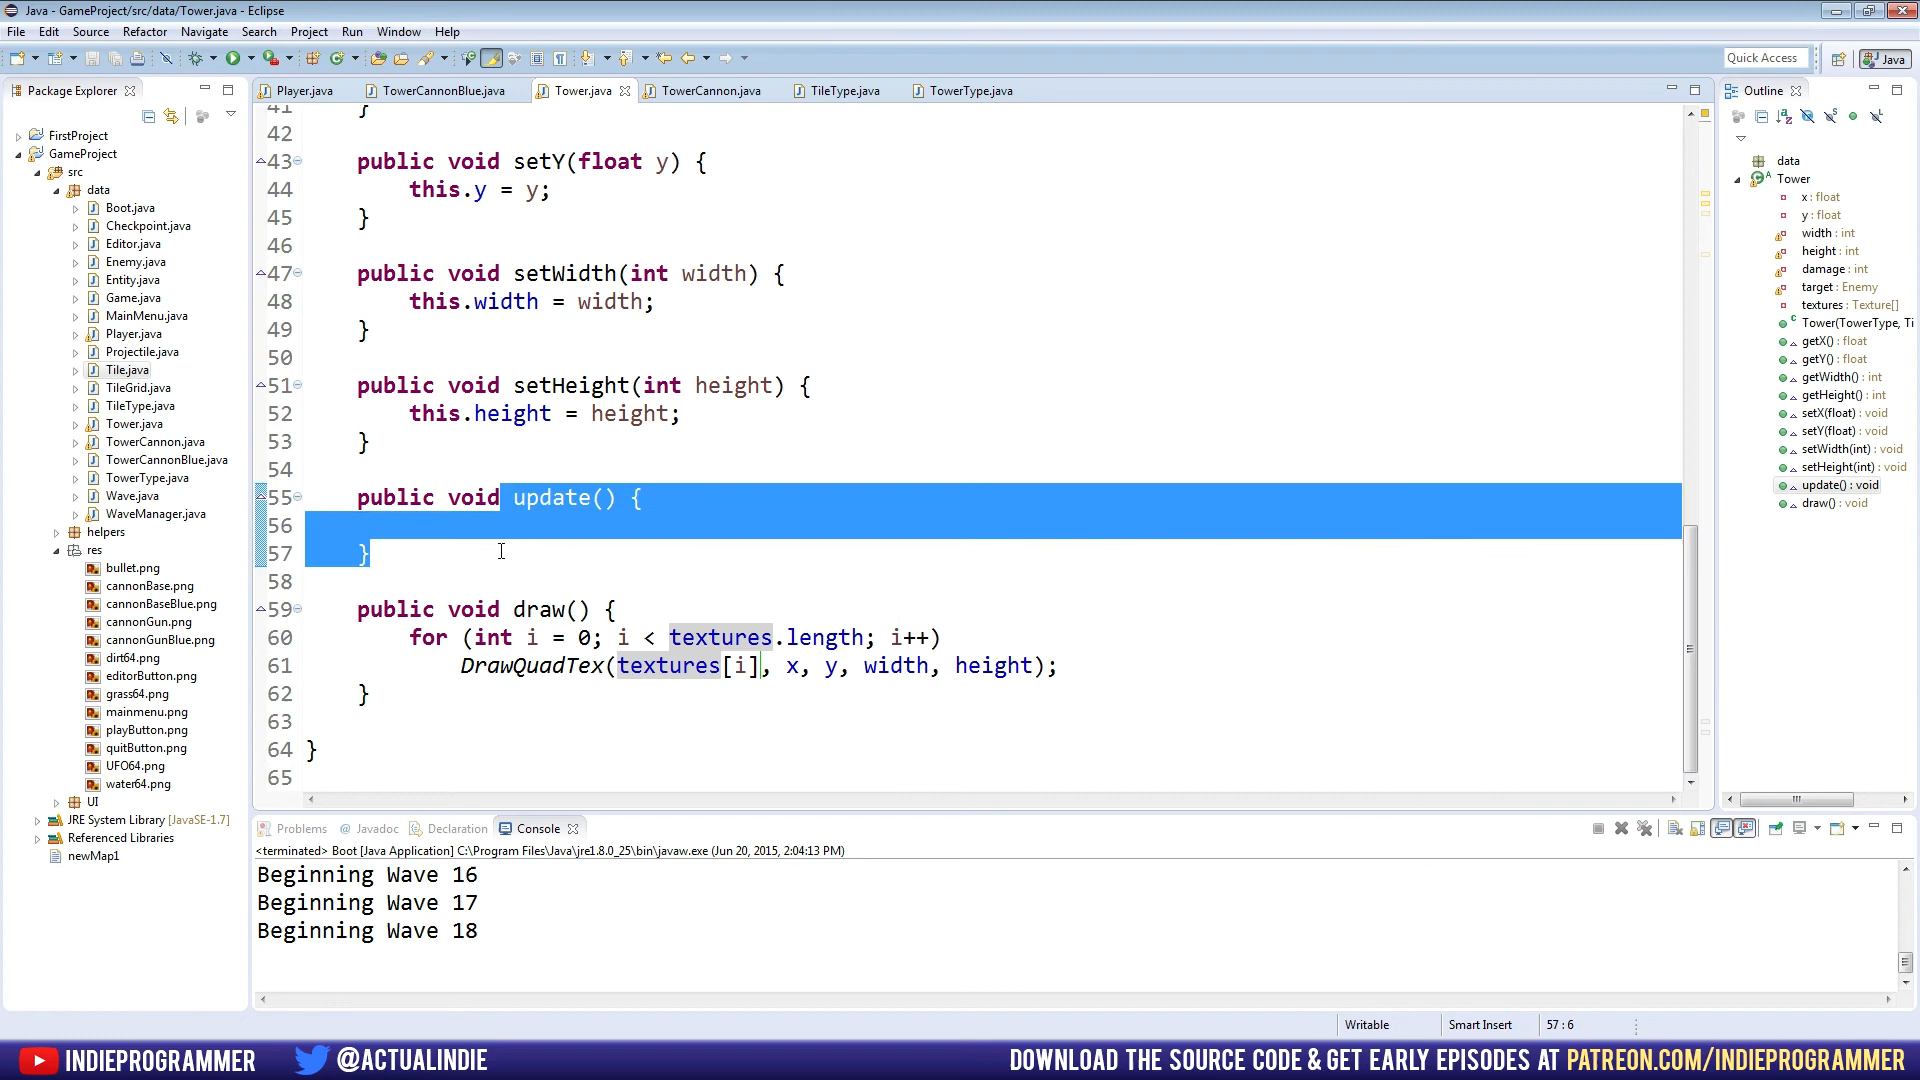 Java - GameProject/src/data/Tower.java - Eclipse
File Edit Source Refactor Navigate Search Project Run Window Help
Quick Access
Java
Package Explorer
FirstProject
GameProject
src
data
Boot.java
Checkpoint.java
Editor.java
Enemy.java
Entity.java
Game.java
MainMenu.java
Player.java
Projectile.java
Tile.java
TileGrid.java
TileType.java
Tower.java
TowerCannon.java
TowerCannonBlue.java
TowerType.java
Wave.java
WaveManager.java
helpers
res
bullet.png
cannonBase.png
cannonBaseBlue.png
cannonGun.png
cannonGunBlue.png
dirt64.png
editorButton.png
grass64.png
mainmenu.png
playButton.png
quitButton.png
UFO64.png
water64.png
UI
JRE System Library [JavaSE-1.7]
Referenced Libraries
newMap1
Player.java TowerCannonBlue.java Tower.java TowerCannon.java TileType.java TowerType.java
41 }
42
43 public void setY(float y) {
44 this.y = y;
45 }
46
47 public void setWidth(int width) {
48 this.width = width;
49 }
50
51 public void setHeight(int height) {
52 this.height = height;
53 }
54
55 public void update() {
56
57 }
58
59 public void draw() {
60 for (int i = 0; i < textures.length; i++)
61 DrawQuadTex(textures[i], x, y, width, height);
62 }
63
64 }
65
Outline
data
Tower
x : float
y : float
width : int
height : int
damage : int
target : Enemy
textures : Texture[]
Tower(TowerType, Ti
getX() : float
getY() : float
getWidth() : int
getHeight() : int
setX(float) : void
setY(float) : void
setWidth(int) : void
setHeight(int) : void
update() : void
draw() : void
Problems @ Javadoc Declaration Console
<terminated> Boot [Java Application] C:\Program Files\Java\jre1.8.0_25\bin\javaw.exe (Jun 20, 2015, 2:04:13 PM)
Beginning Wave 16
Beginning Wave 17
Beginning Wave 18
Writable Smart Insert 57 : 6
INDIEPROGRAMMER @ACTUALINDIE DOWNLOAD THE SOURCE CODE & GET EARLY EPISODES AT PATREON.COM/INDIEPROGRAMMER